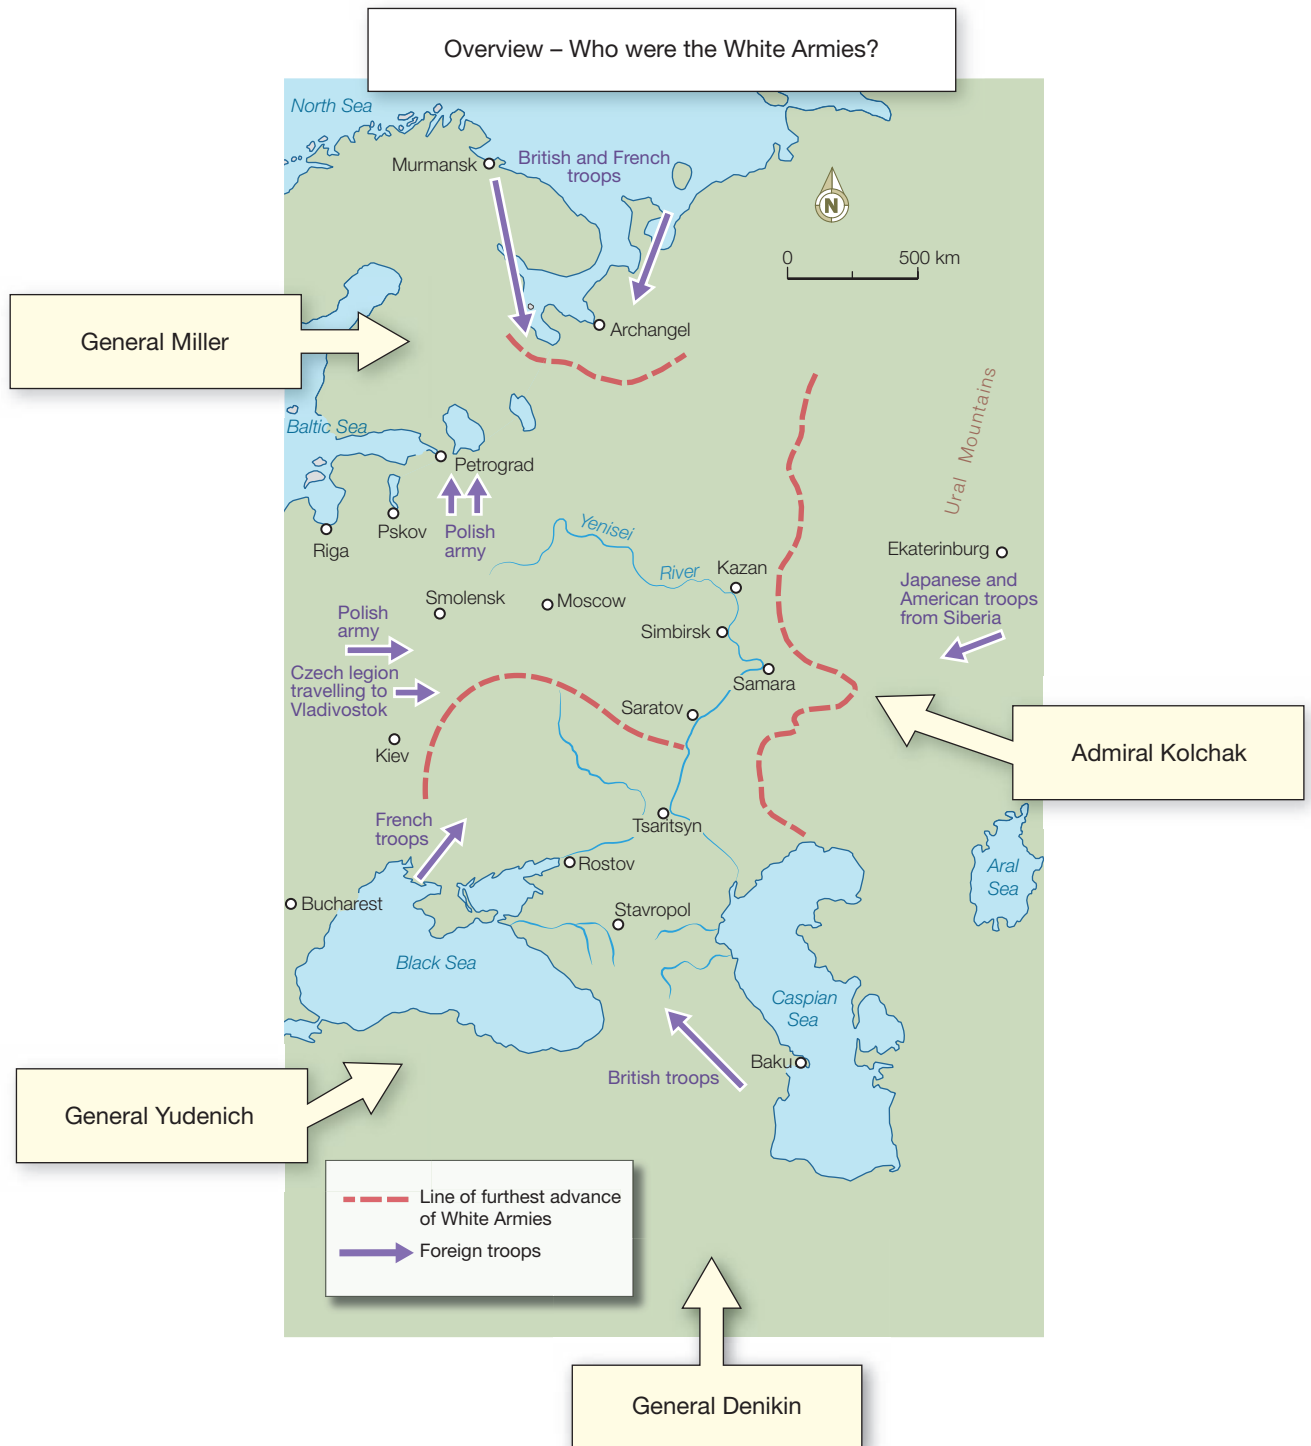 Overview – Who were the White Armies?
North Sea
Murmansk
British and French
troops
N
0 500 km
General Miller
Archangel
Ural Mountains
Baltic Sea
Petrograd
Pskov
Riga
Polish
army
Yenisei
River
Kazan
Ekaterinburg
Japanese and
American troops
from Siberia
Smolensk
Moscow
Simbirsk
Polish
army
Czech legion
travelling to
Vladivostok
Samara
Saratov
Admiral Kolchak
Kiev
French
troops
Tsaritsyn
Rostov
Aral
Sea
Bucharest
Stavropol
Black Sea
Caspian
Sea
Baku
British troops
General Yudenich
Line of furthest advance
of White Armies
Foreign troops
General Denikin